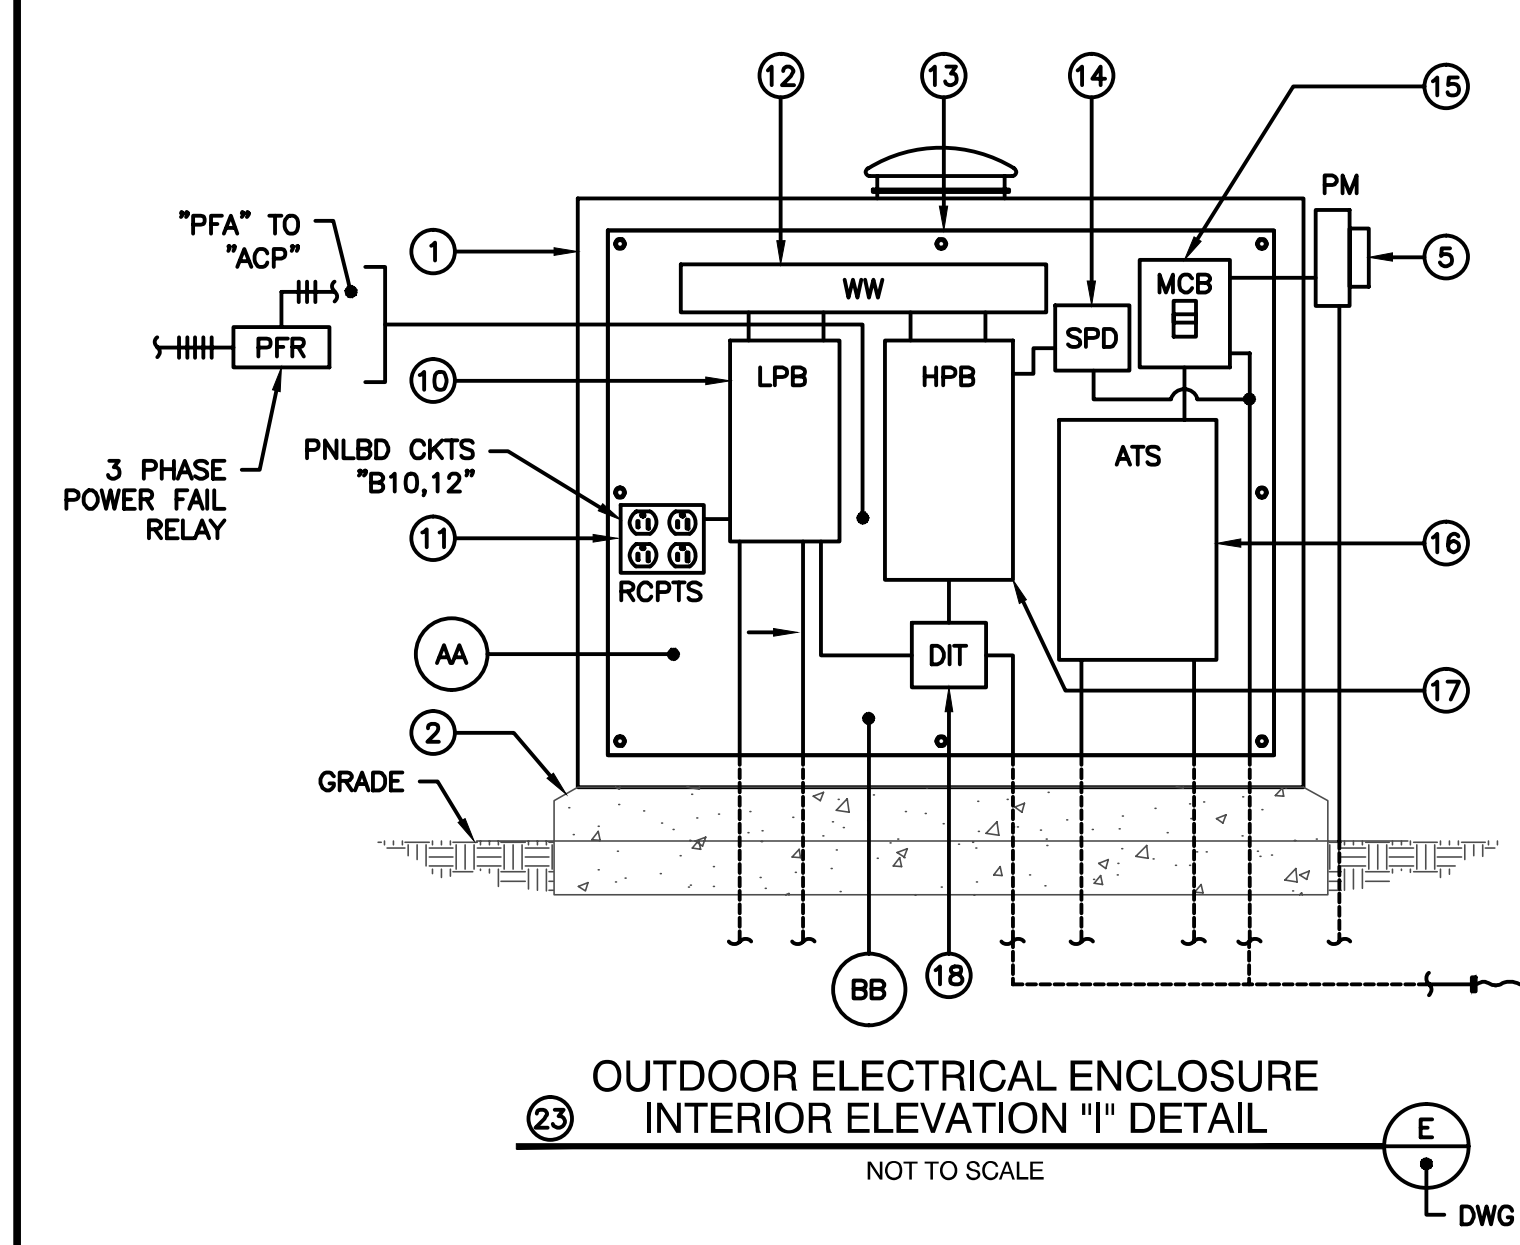 12
13
14
15
PM
"PFA" TO
"ACP"
1
5
WW
MCB
SPD
PFR
10
LPB
HPB
PNLBD CKTS
"B10,12"
ATS
3 PHASE
POWER FAIL
RELAY
11
16
RCPTS
AA
DIT
17
2
GRADE
BB
18
OUTDOOR ELECTRICAL ENCLOSURE
23
INTERIOR ELEVATION "I" DETAIL
E
NOT TO SCALE
DWG